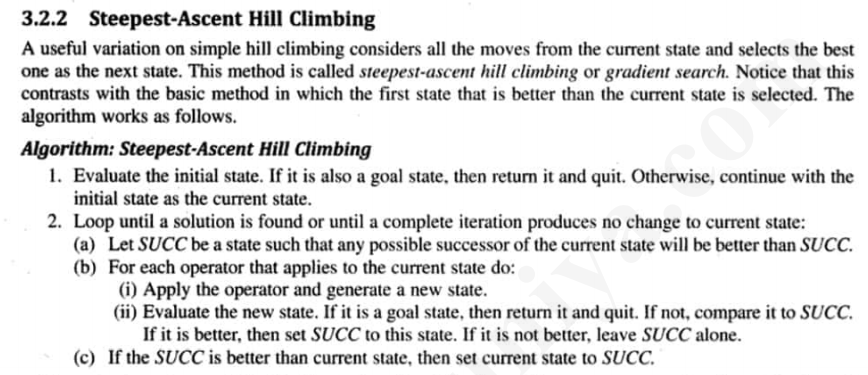 3.2.2 Steepest-Ascent Hill Climbing
A useful variation on simple hill climbing considers all the moves from the current state and selects the best
one as the next state. This method is called steepest-ascent hill climbing or gradient search. Notice that this
contrasts with the basic method in which the first state that is better than the current state is selected. The
algorithm works as follows.
Algorithm: Steepest-Ascent Hill Climbing
1. Evaluate the initial state. If it is also a goal state, then return it and quit. Otherwise, continue with the
initial state as the current state.
2. Loop until a solution is found or until a complete iteration produces no change to current state:
(a) Let SUCC be a state such that any possible successor of the current state will be better than SUCC.
(b) For each operator that applies to the current state do:
(i) Apply the operator and generate a new state.
(ii) Evaluate the new state. If it is a goal state, then return it and quit. If not, compare it to SUCC.
If it is better, then set SUCC to this state. If it is not better, leave SUCC alone.
(c) If the SUCC is better than current state, then set current state to SUCC.